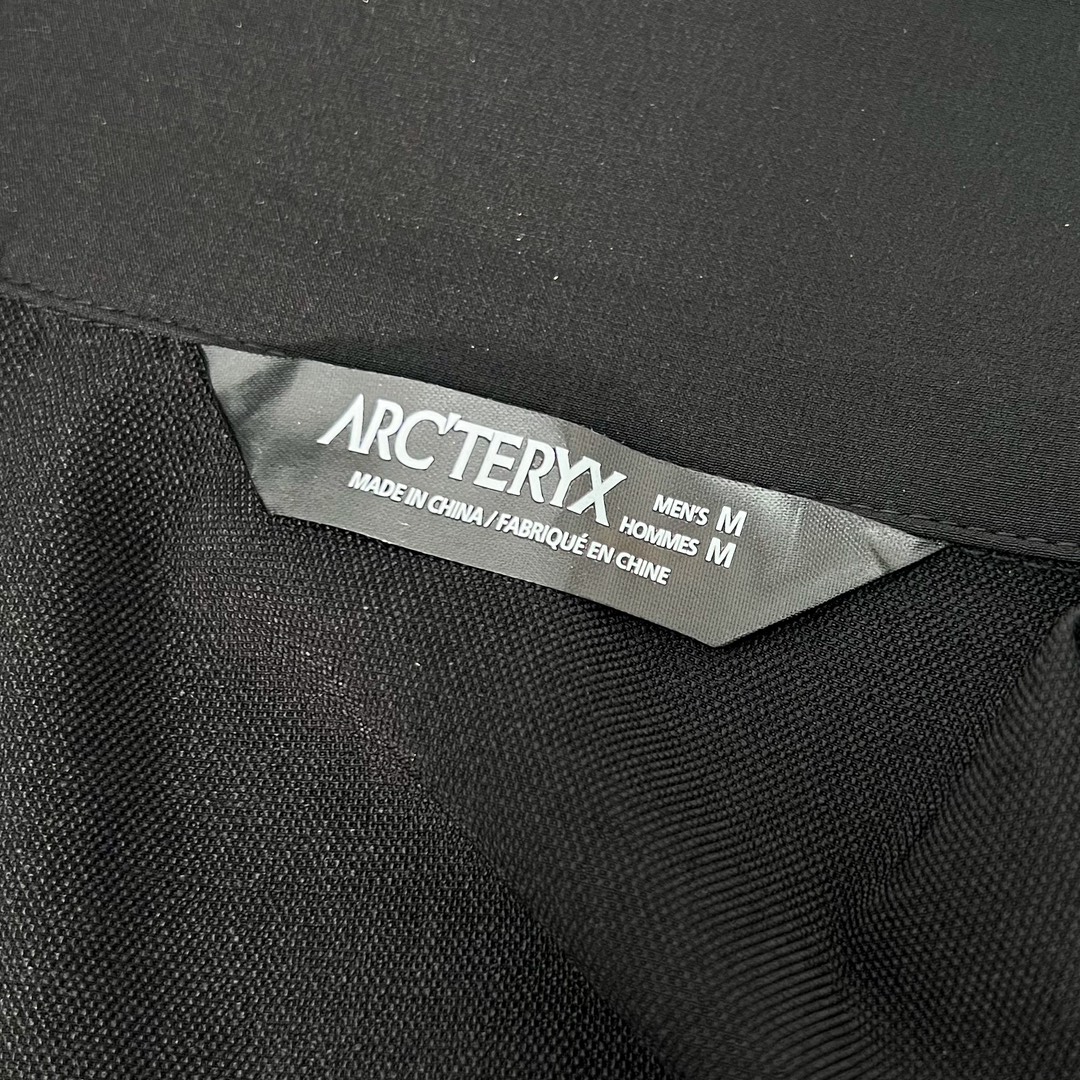 ARC'TERYX
MEN'S M
HOMMES M
MADE IN CHINA / FABRIQUÉ EN CHINE